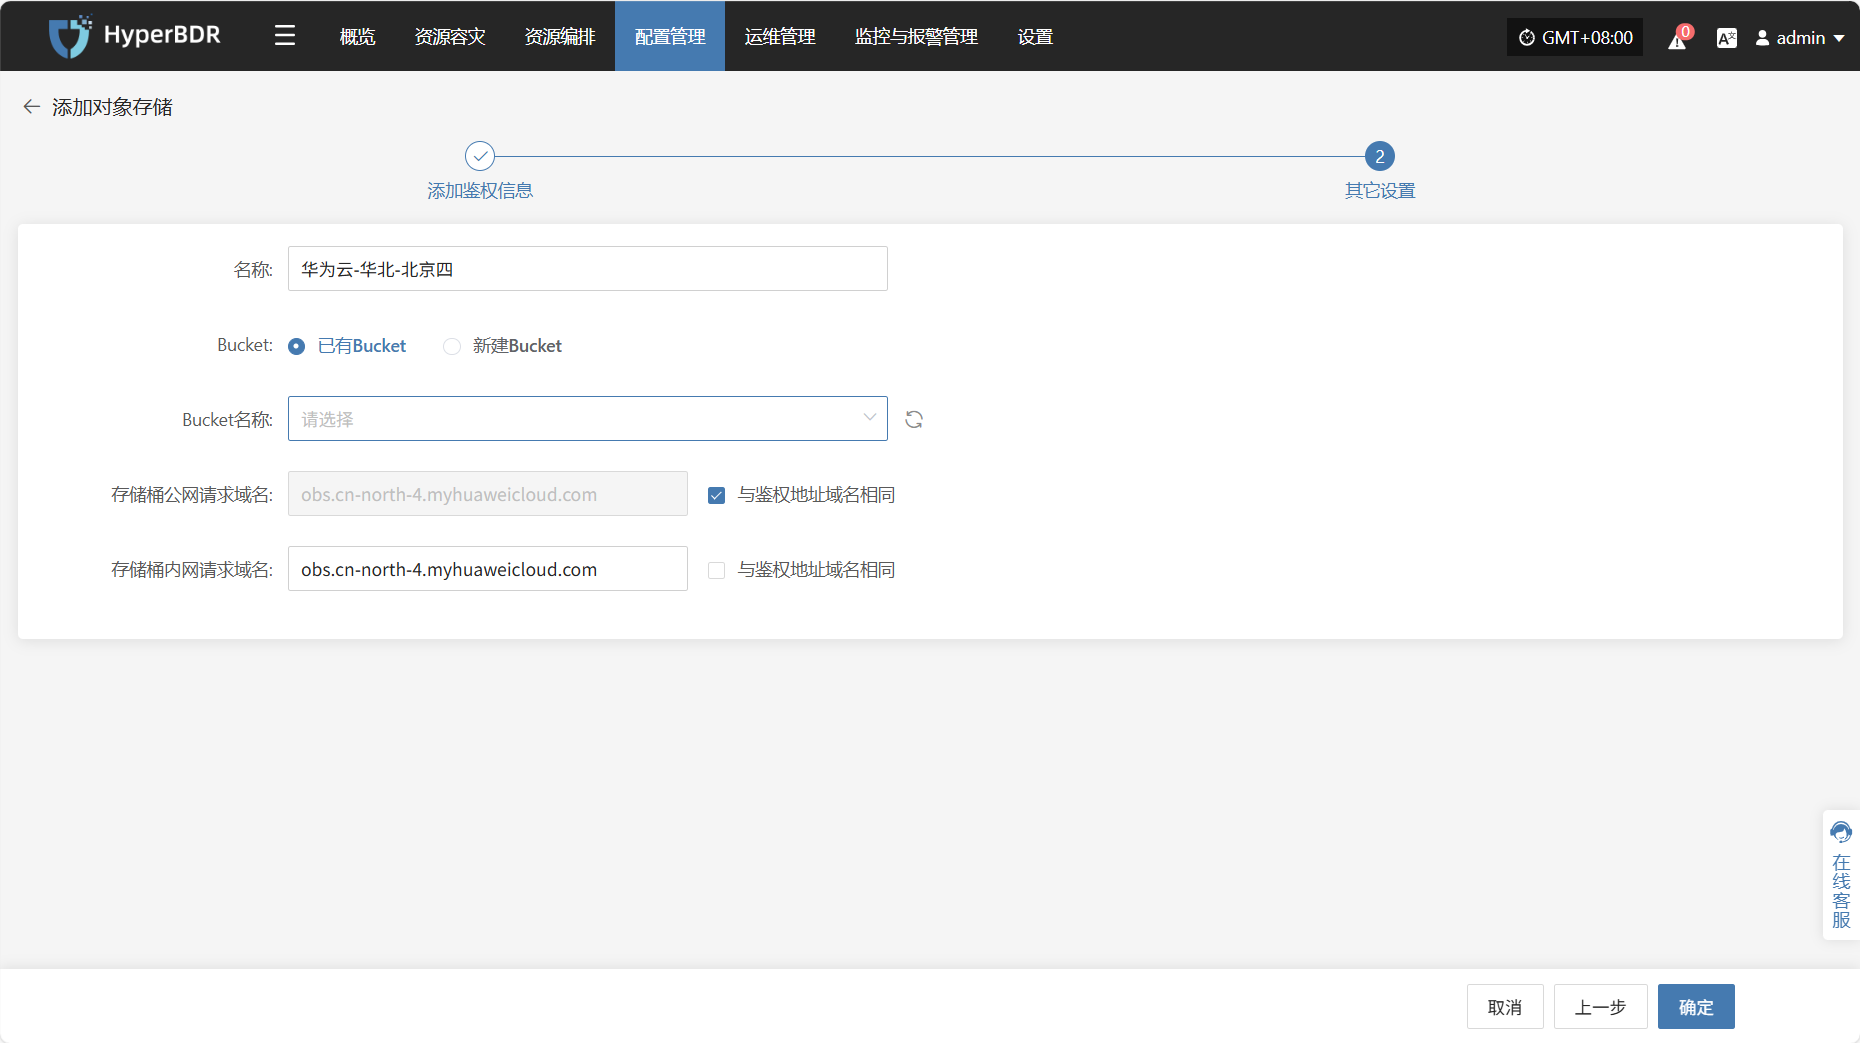 HyperBDR
概览
资源容灾
资源编排
配置管理
运维管理
监控与报警管理
设置
GMT+08:00
0
admin
添加对象存储
2
添加鉴权信息
其它设置
名称:
华为云-华北-北京四
Bucket:
已有Bucket
新建Bucket
Bucket名称:
请选择
存储桶公网请求域名:
obs.cn-north-4.myhuaweicloud.com
与鉴权地址域名相同
存储桶内网请求域名:
obs.cn-north-4.myhuaweicloud.com
与鉴权地址域名相同
在线客服
取消
上一步
确定